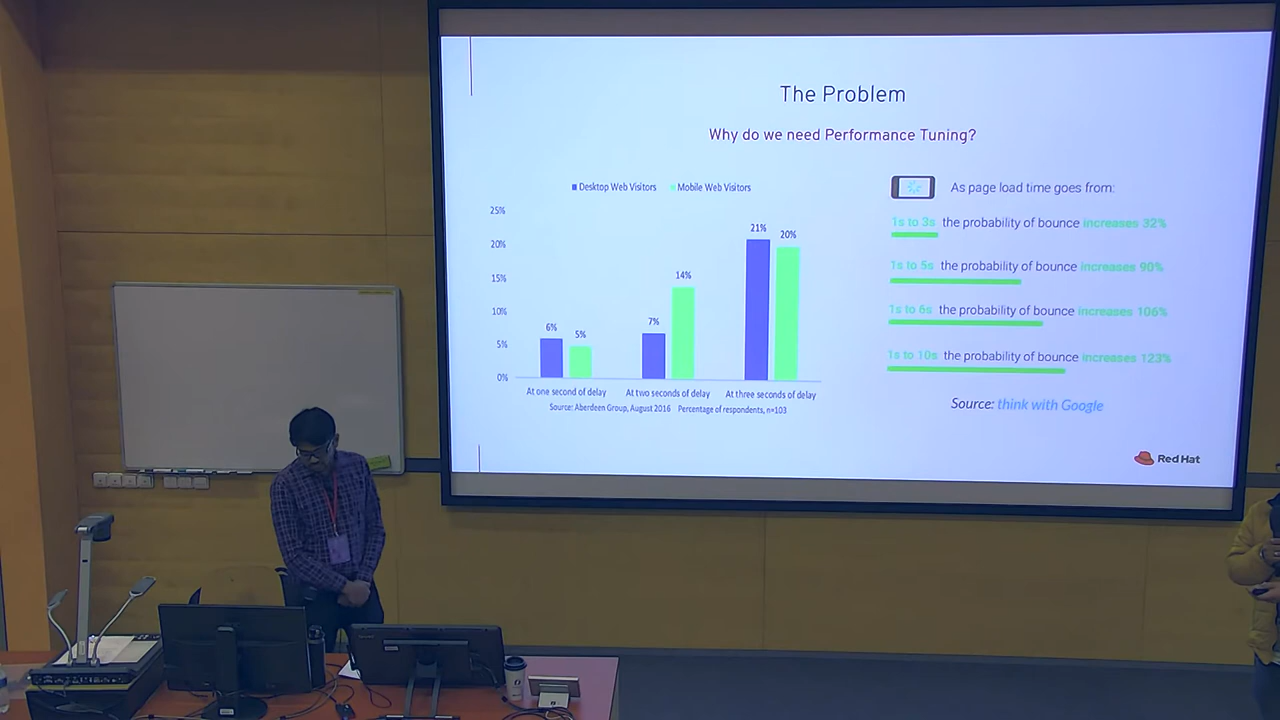 The Problem
Why do we need Performance Tuning?
Desktop Web Visitors Mobile Web Visitors
25%
20%
15%
10%
5%
0%
6%
5%
7%
14%
21%
20%
At one second of delay At two seconds of delay At three seconds of delay
Source: Aberdeen Group, August 2016 Percentage of respondents, n=103
As page load time goes from:
1s to 3s the probability of bounce increases 32%
1s to 5s the probability of bounce increases 90%
1s to 6s the probability of bounce increases 106%
1s to 10s the probability of bounce increases 123%
Source: think with Google
Red Hat